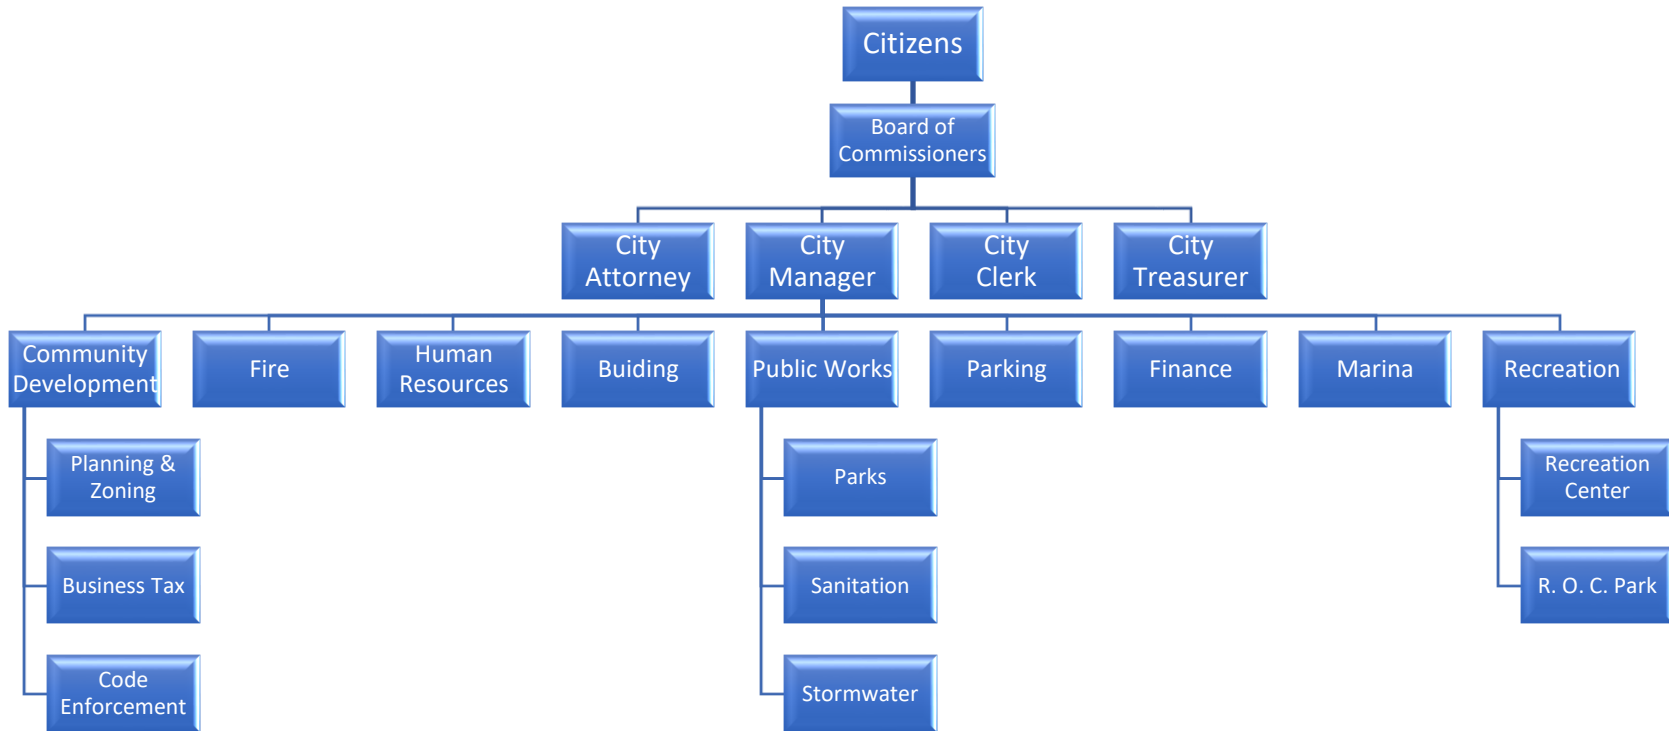 Citizens
Board of
Commissioners
City
Attorney
City
Manager
City
Clerk
City
Treasurer
Community
Development
Fire
Human
Resources
Buiding
Public Works
Parking
Finance
Marina
Recreation
Planning &
Zoning
Business Tax
Code
Enforcement
Parks
Sanitation
Stormwater
Recreation
Center
R. O. C. Park